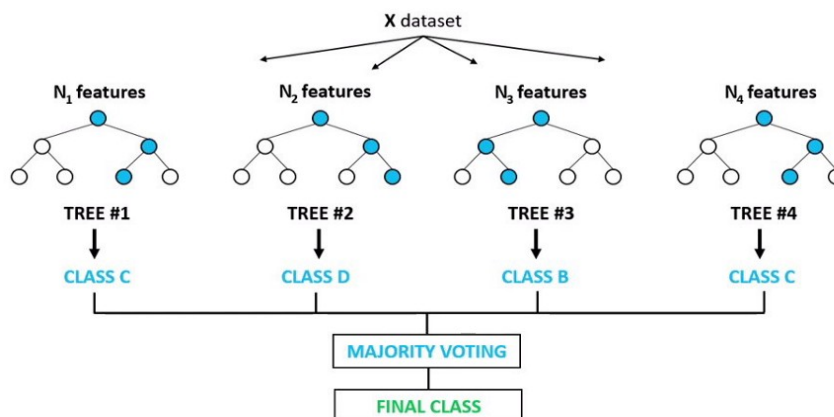 X dataset
N₁ features
N₂ features
N₃ features
N₄ features
TREE #1
TREE #2
TREE #3
TREE #4
CLASS C
CLASS D
CLASS B
CLASS C
MAJORITY VOTING
FINAL CLASS